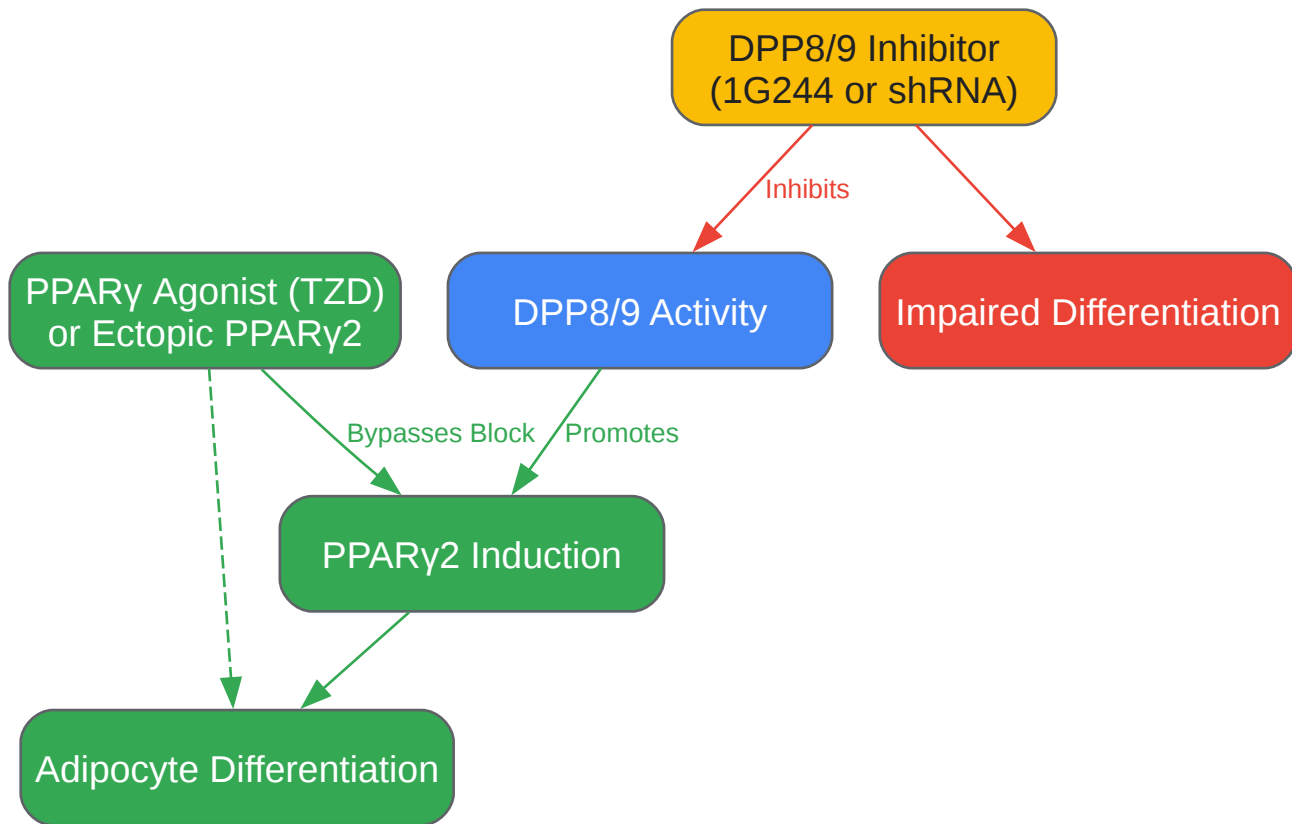 DPP8/9 Inhibitor
(1G244 or shRNA)
Inhibits
PPARγ Agonist (TZD)
or Ectopic PPARγ2
DPP8/9 Activity
Impaired Differentiation
Bypasses Block
Promotes
PPARγ2 Induction
Adipocyte Differentiation